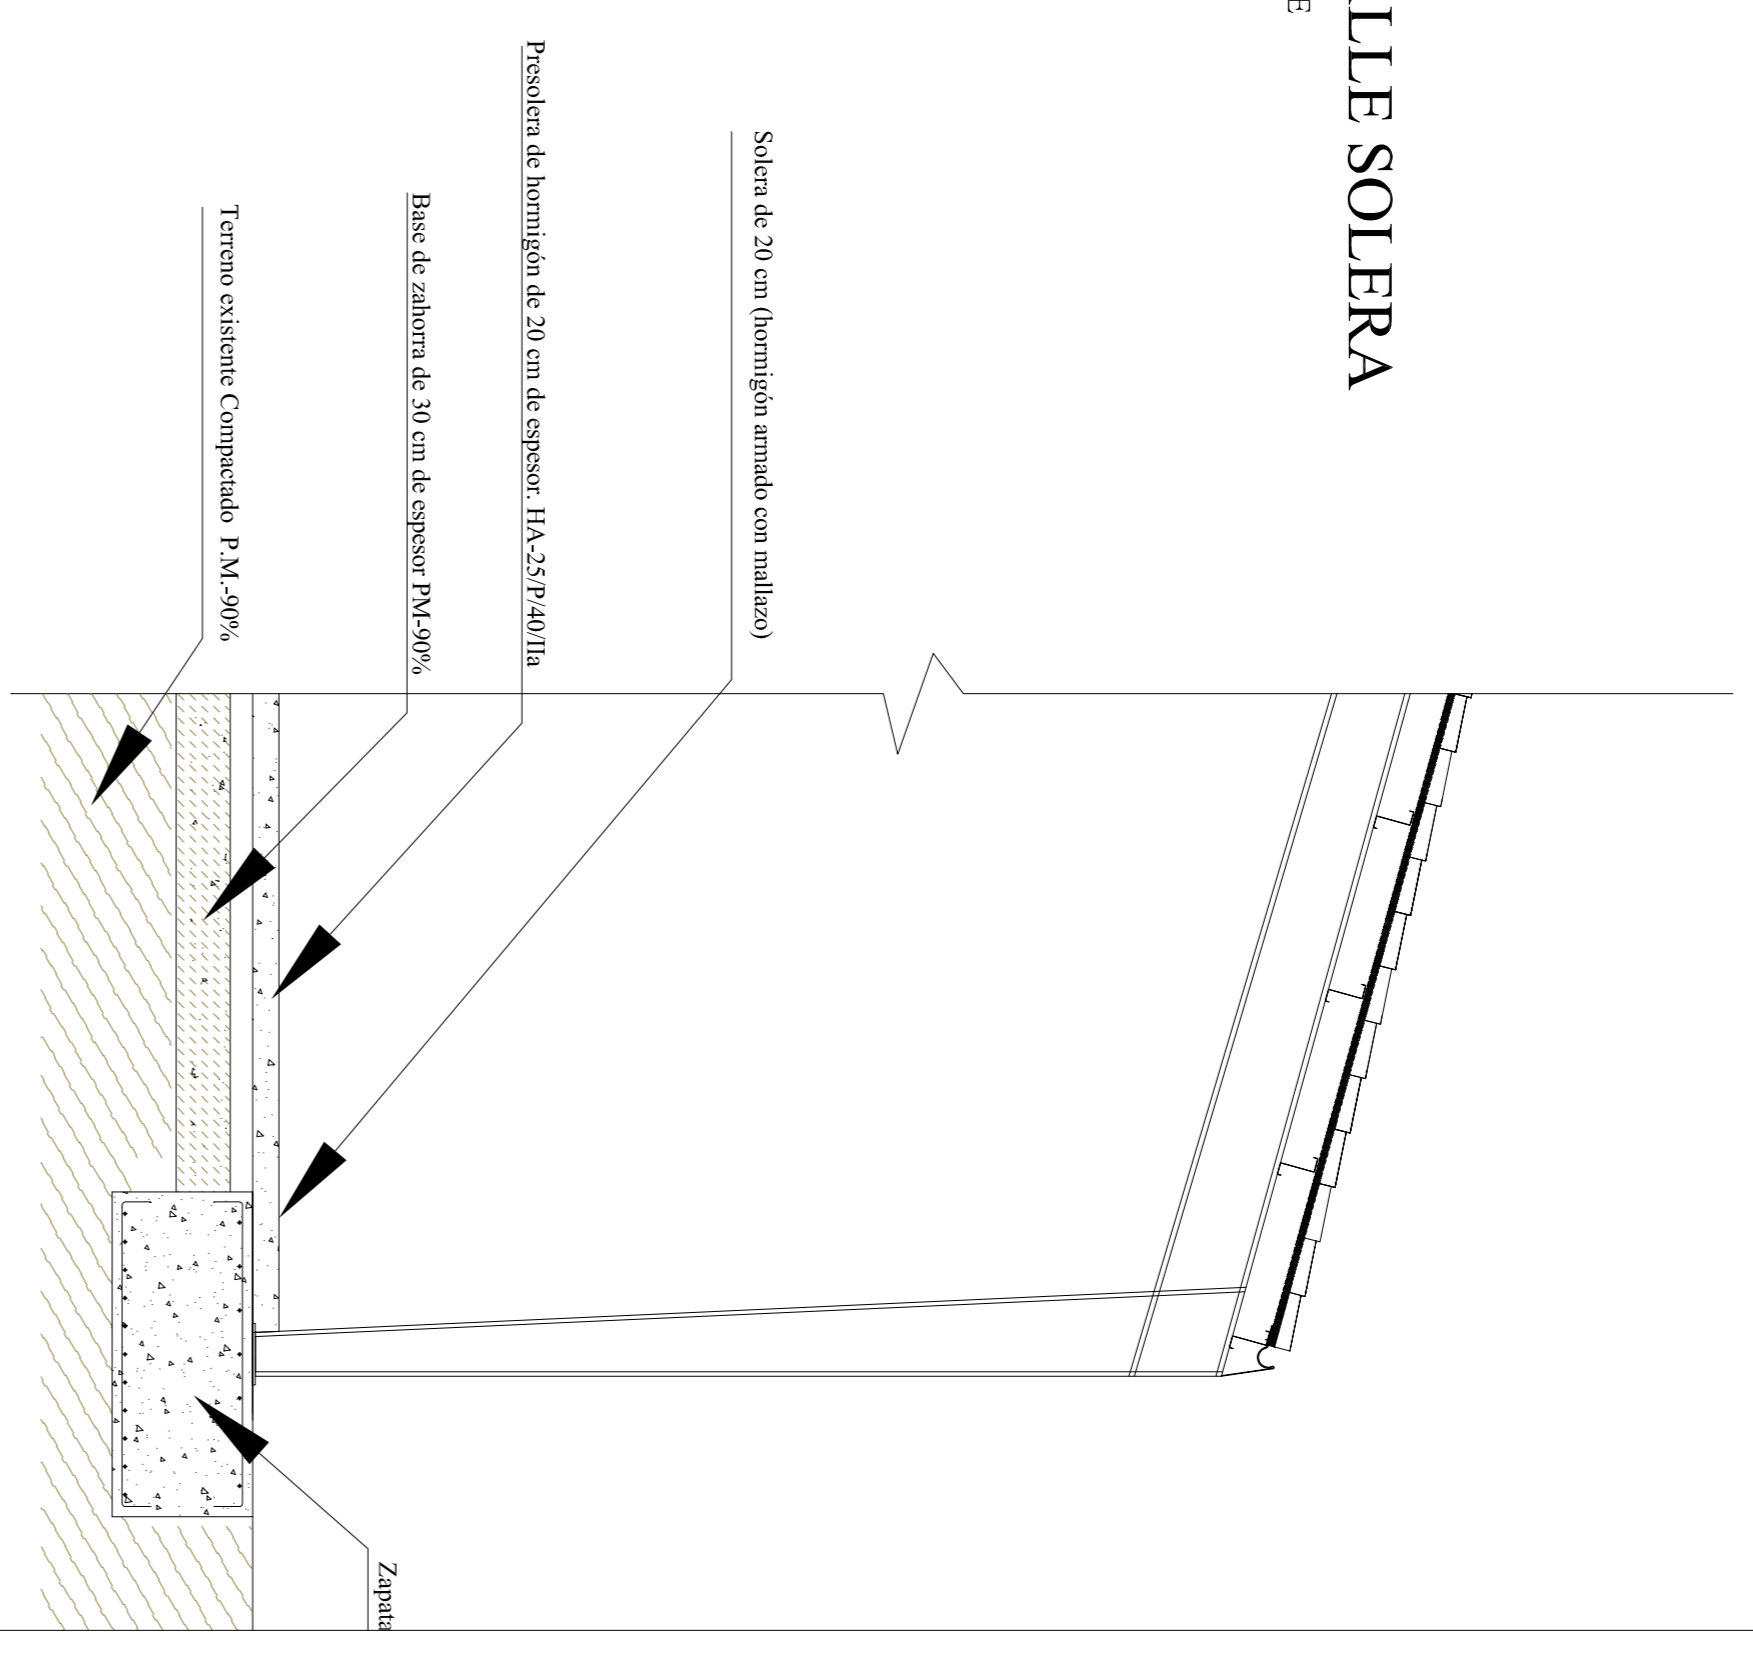 LLE SOLERA
E
Solera de 20 cm (hormigón armado con mallazo)
Presolera de hormigón de 20 cm de espesor. HA-25/P/40/IIa
Base de zahorra de 30 cm de espesor PM-90%
Terreno existente Compactado P.M.-90%
Zapata